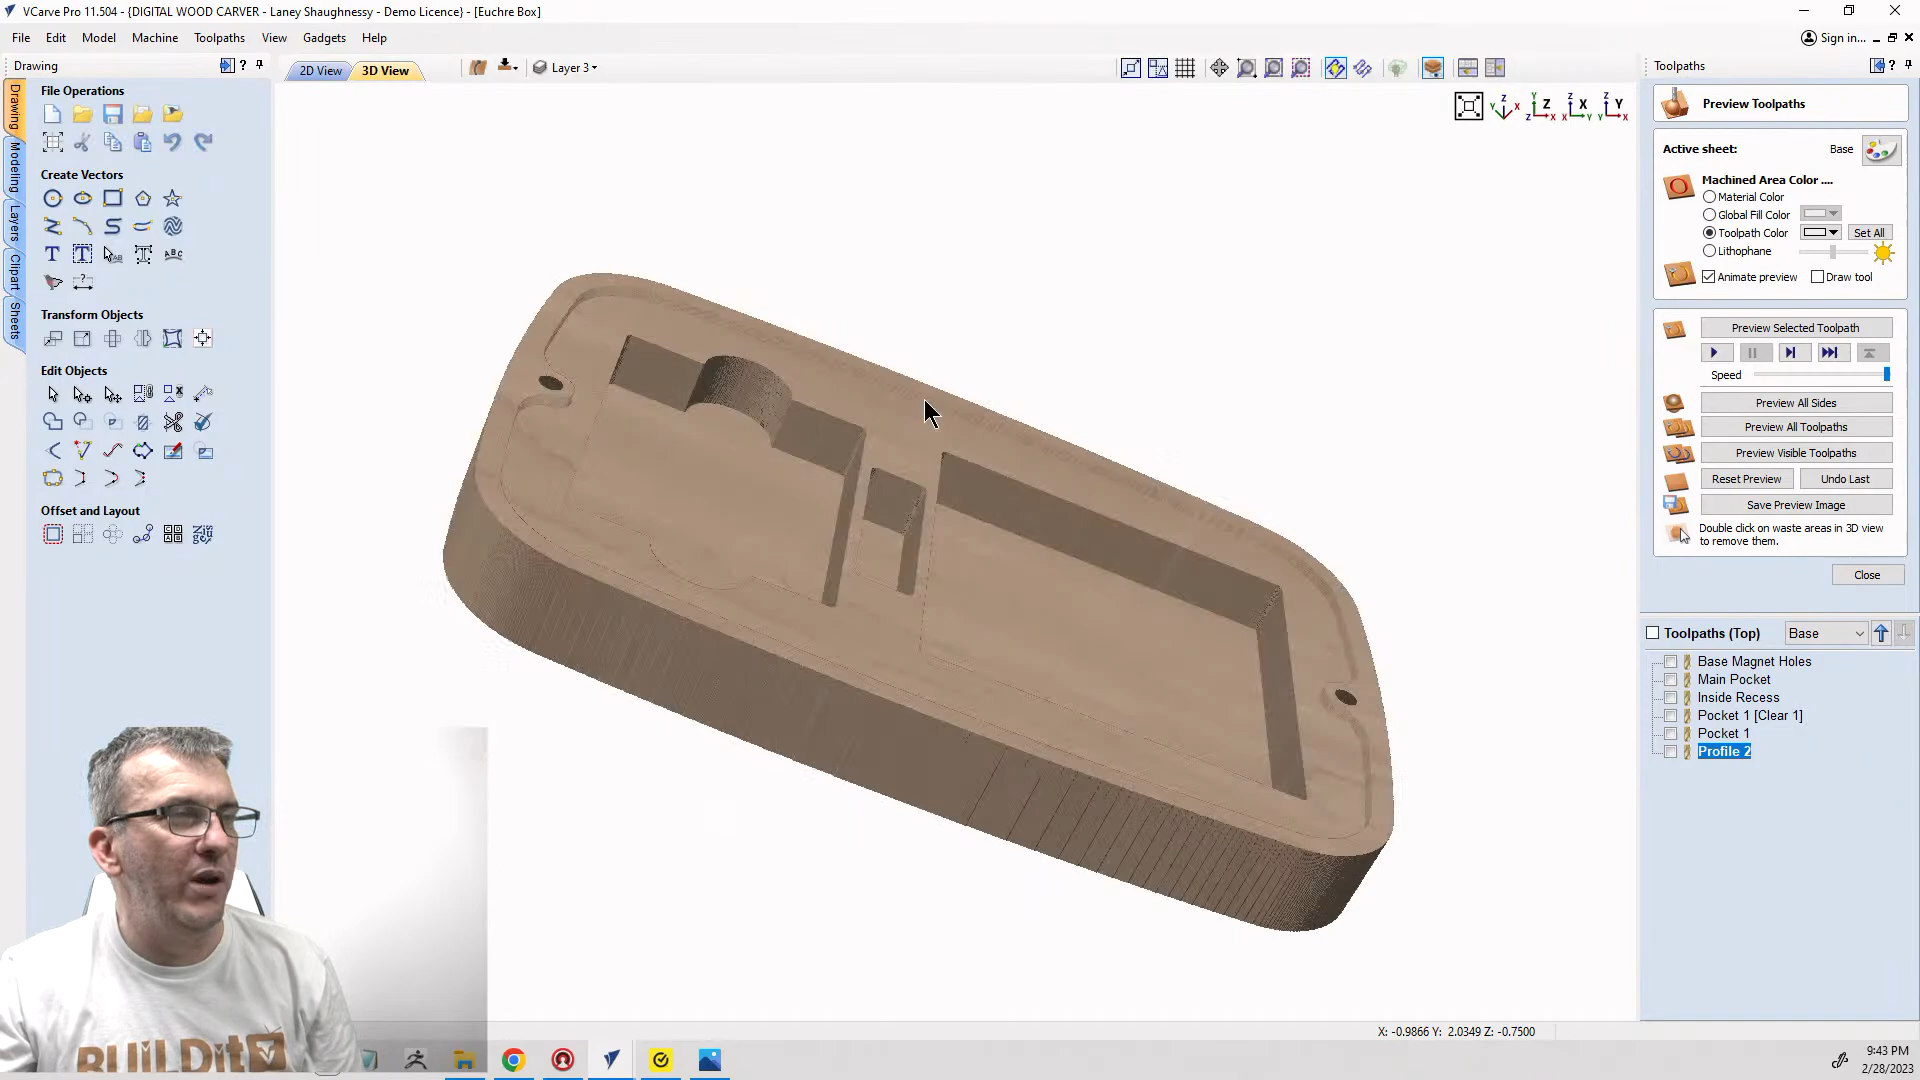 VCarve Pro 11.504 - {DIGITAL WOOD CARVER - Laney Shaughnessy - Demo Licence} - [Euchre Box]
File Edit Model Machine Toolpaths View Gadgets Help
Sign in...
Drawing
2D View
3D View
Layer 3
Toolpaths
Drawing
Modeling
Layers
Clipart
Sheets
File Operations
Create Vectors
Transform Objects
Edit Objects
Offset and Layout
Preview Toolpaths
Active sheet: Base
Machined Area Color ....
Material Color
Global Fill Color
Toolpath Color
Set All
Lithophane
Animate preview
Draw tool
Preview Selected Toolpath
Speed
Preview All Sides
Preview All Toolpaths
Preview Visible Toolpaths
Reset Preview
Undo Last
Save Preview Image
Double click on waste areas in 3D view
to remove them.
Close
Toolpaths (Top)
Base
Base Magnet Holes
Main Pocket
Inside Recess
Pocket 1 [Clear 1]
Pocket 1
Profile 2
X: -0.9866 Y: 2.0349 Z: -0.7500
BUILDit
9:43 PM
2/28/2023